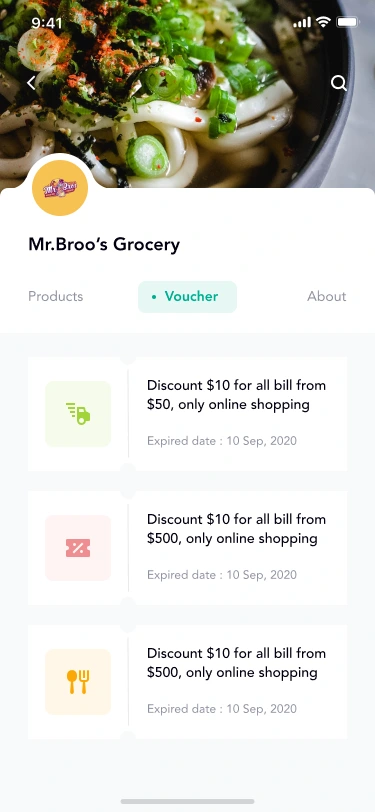 9:41
Mr.Broo
Mr.Broo's Grocery
Products
Voucher
About
Discount $10 for all bill from
$50, only online shopping
Expired date : 10 Sep, 2020
Discount $10 for all bill from
$500, only online shopping
Expired date : 10 Sep, 2020
Discount $10 for all bill from
$500, only online shopping
Expired date : 10 Sep, 2020